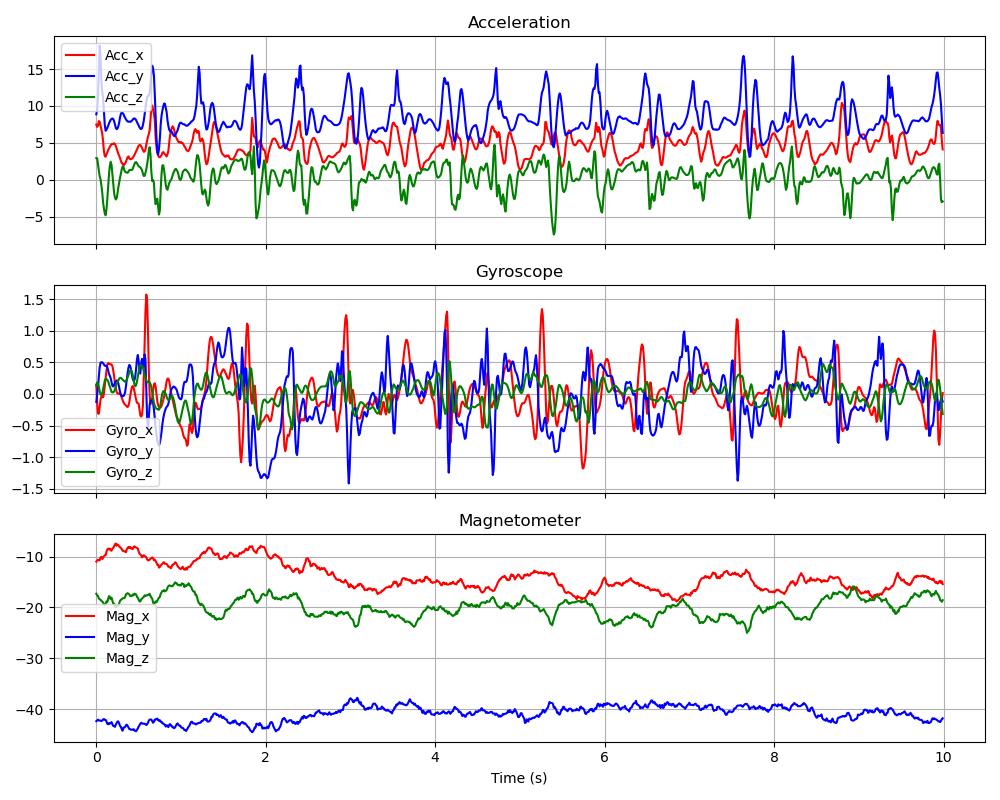 Acceleration
Acc_x
Acc_y
Acc_z
15
10
5
0
−5
Gyroscope
1.5
1.0
0.5
0.0
−0.5
−1.0
−1.5
Gyro_x
Gyro_y
Gyro_z
Magnetometer
−10
−20
−30
−40
Mag_x
Mag_y
Mag_z
0 2 4 6 8 10
Time (s)